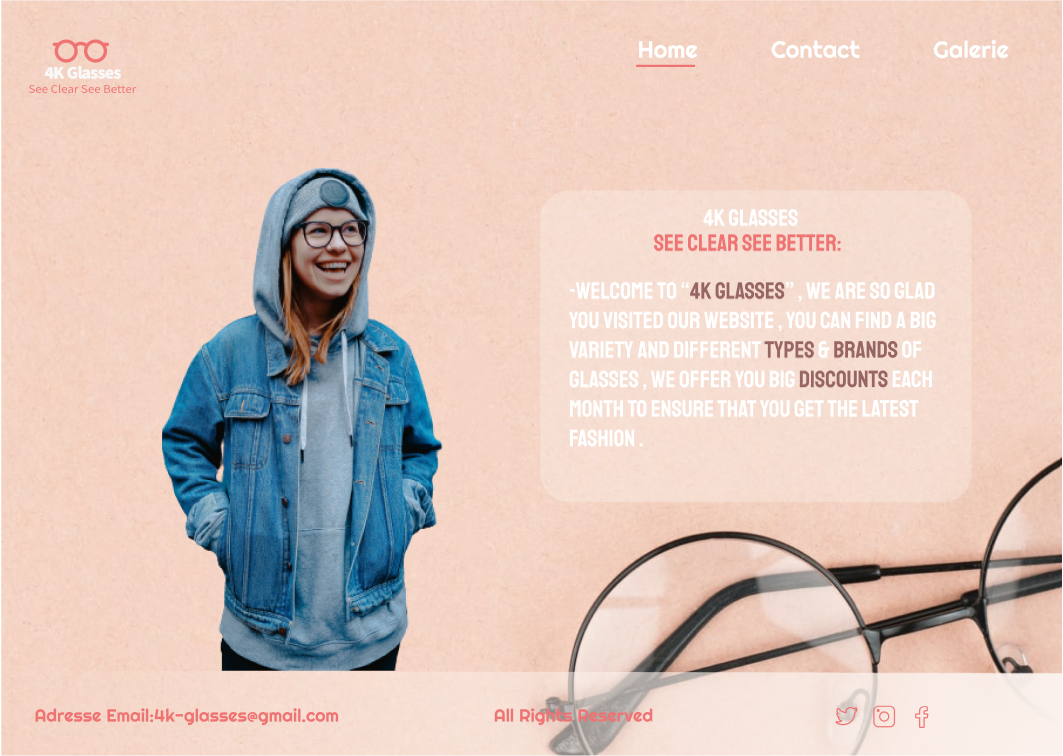 4K Glasses
See Clear See Better
Home Contact Galerie
4K GLASSES
SEE CLEAR SEE BETTER:
-WELCOME TO “4K GLASSES” , WE ARE SO GLAD
YOU VISITED OUR WEBSITE , YOU CAN FIND A BIG
VARIETY AND DIFFERENT TYPES & BRANDS OF
GLASSES , WE OFFER YOU BIG DISCOUNTS EACH
MONTH TO ENSURE THAT YOU GET THE LATEST
FASHION .
Adresse Email:4k-glasses@gmail.com All Rights Reserved